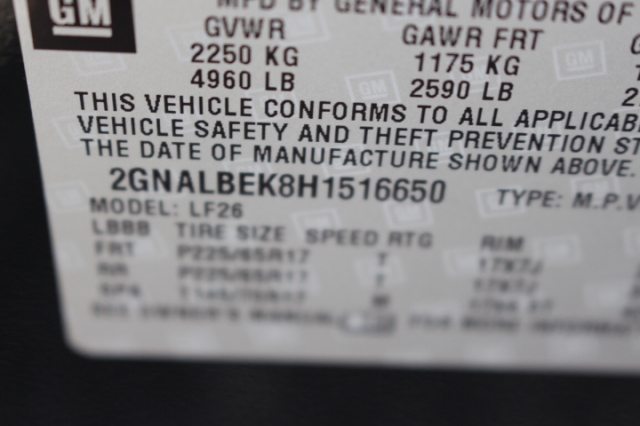 GM
MFD BY GENERAL MOTORS OF
GVWR GAWR FRT
2250 KG 1175 KG
4960 LB 2590 LB
THIS VEHICLE CONFORMS TO ALL APPLICAB
VEHICLE SAFETY AND THEFT PREVENTION ST
THE DATE OF MANUFACTURE SHOWN ABOVE.
2GNALBEK8H1516650 TYPE: M.P.V
MODEL: LF26
LBBB TIRE SIZE SPEED RTG RIM
FRT P225/65R17 T 17X7J
RR P225/65R17 T 17X7J